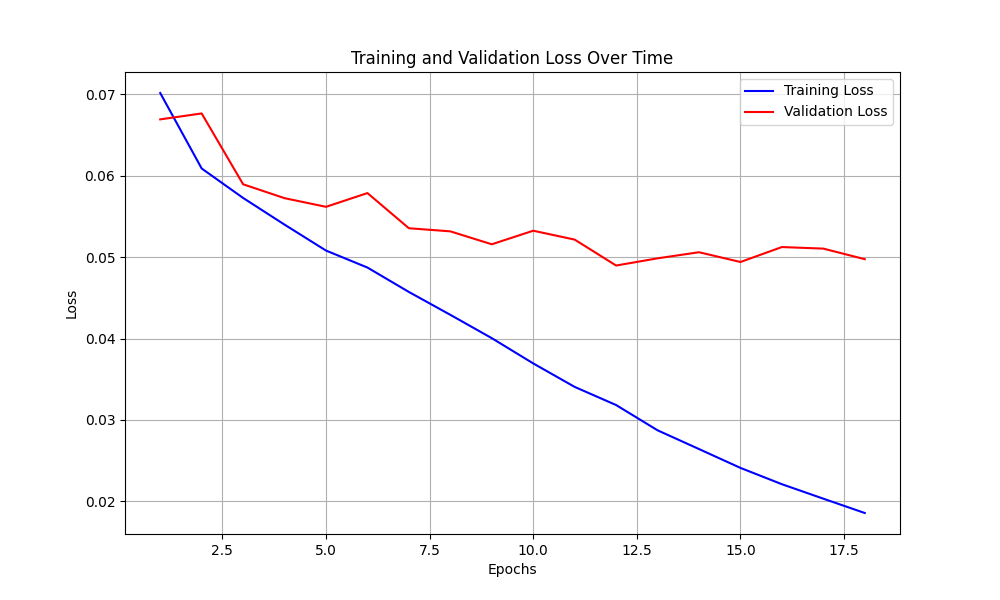 Training and Validation Loss Over Time
Training Loss
Validation Loss
Loss
0.07
0.06
0.05
0.04
0.03
0.02
2.5 5.0 7.5 10.0 12.5 15.0 17.5
Epochs